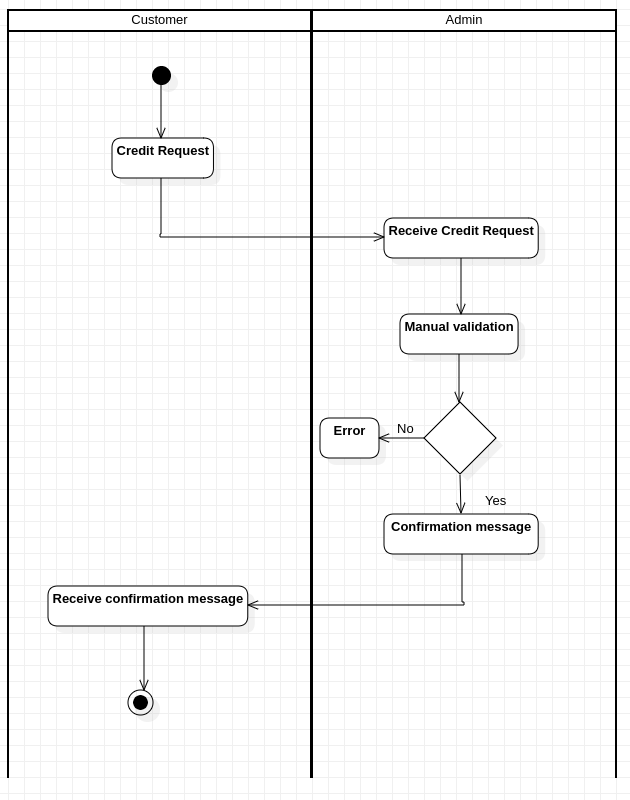 Customer
Admin
Credit Request
Receive Credit Request
Manual validation
Error
No
Yes
Confirmation message
Receive confirmation message